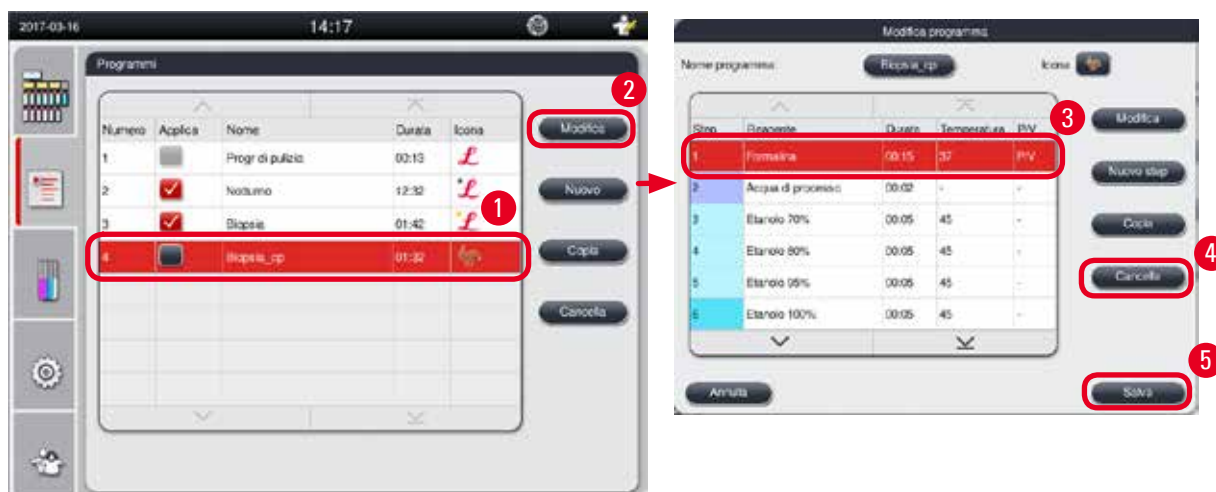 2017-03-16 14:17
Programmi
Numero Applica Nome Durata Icona
1 Progr di pulizia 00:13
2 Notturno 12:32
3 Biopsia 01:42
4 Biopsia_cp 01:32
Modifica
Nuovo
Copia
Cancella
1
2
Modifica programma
Nome programma Biopsia_cp Icona
Step Reagente Durata Temperatura P/V
1 Formalina 00:15 37 P/V
2 Acqua di processo 00:02 - -
3 Etanolo 70% 00:05 45 -
4 Etanolo 80% 00:05 45 -
5 Etanolo 95% 00:05 45 -
6 Etanolo 100% 00:05 45 -
Modifica
Nuovo step
Copia
Cancella
Annulla
Salva
3
4
5